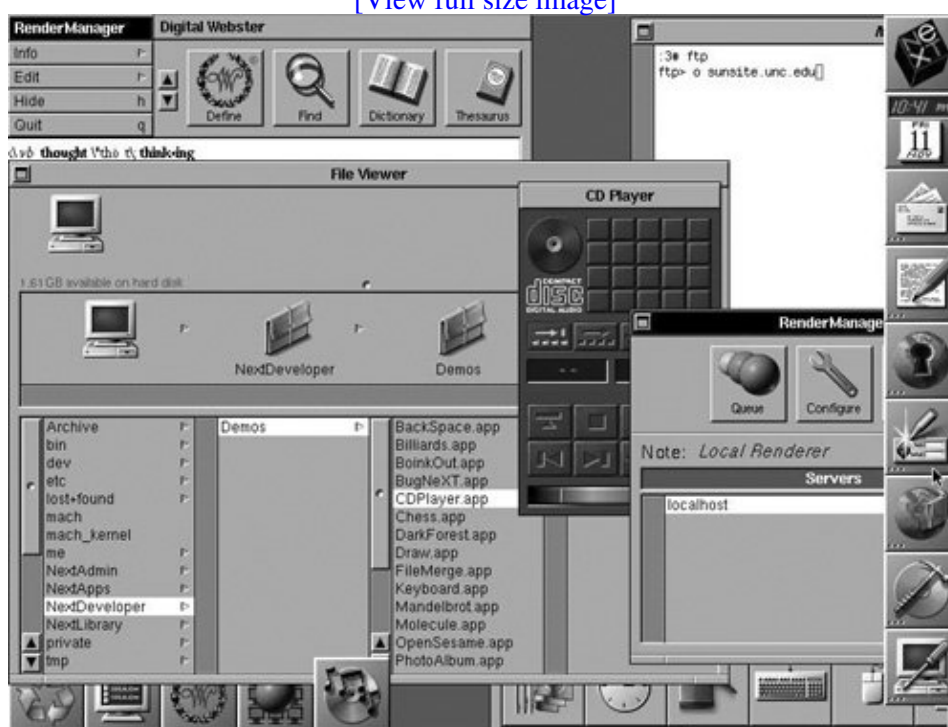 [View full size image]
RenderManager
Info
Edit
Hide h
Quit q
Digital Webster
Define
Find
Dictionary
Thesaurus
thought \'tho t\; think•ing
:3# ftp
ftp> o sunsite.unc.edu
10:41
FRI
11
NOV
File Viewer
1.61 GB available on hard disk
NextDeveloper
Demos
Archive
bin
dev
etc
lost+found
mach
mach_kernel
me
NextAdmin
NextApps
NextDeveloper
NextLibrary
private
tmp
Demos
BackSpace.app
Billiards.app
BoinkOut.app
BugNeXT.app
CDPlayer.app
Chess.app
DarkForest.app
Draw.app
FileMerge.app
Keyboard.app
Mandelbrot.app
Molecule.app
OpenSesame.app
PhotoAlbum.app
CD Player
COMPACT
disc
DIGITAL AUDIO
RenderManage
Queue
Configure
Note: Local Renderer
Servers
localhost